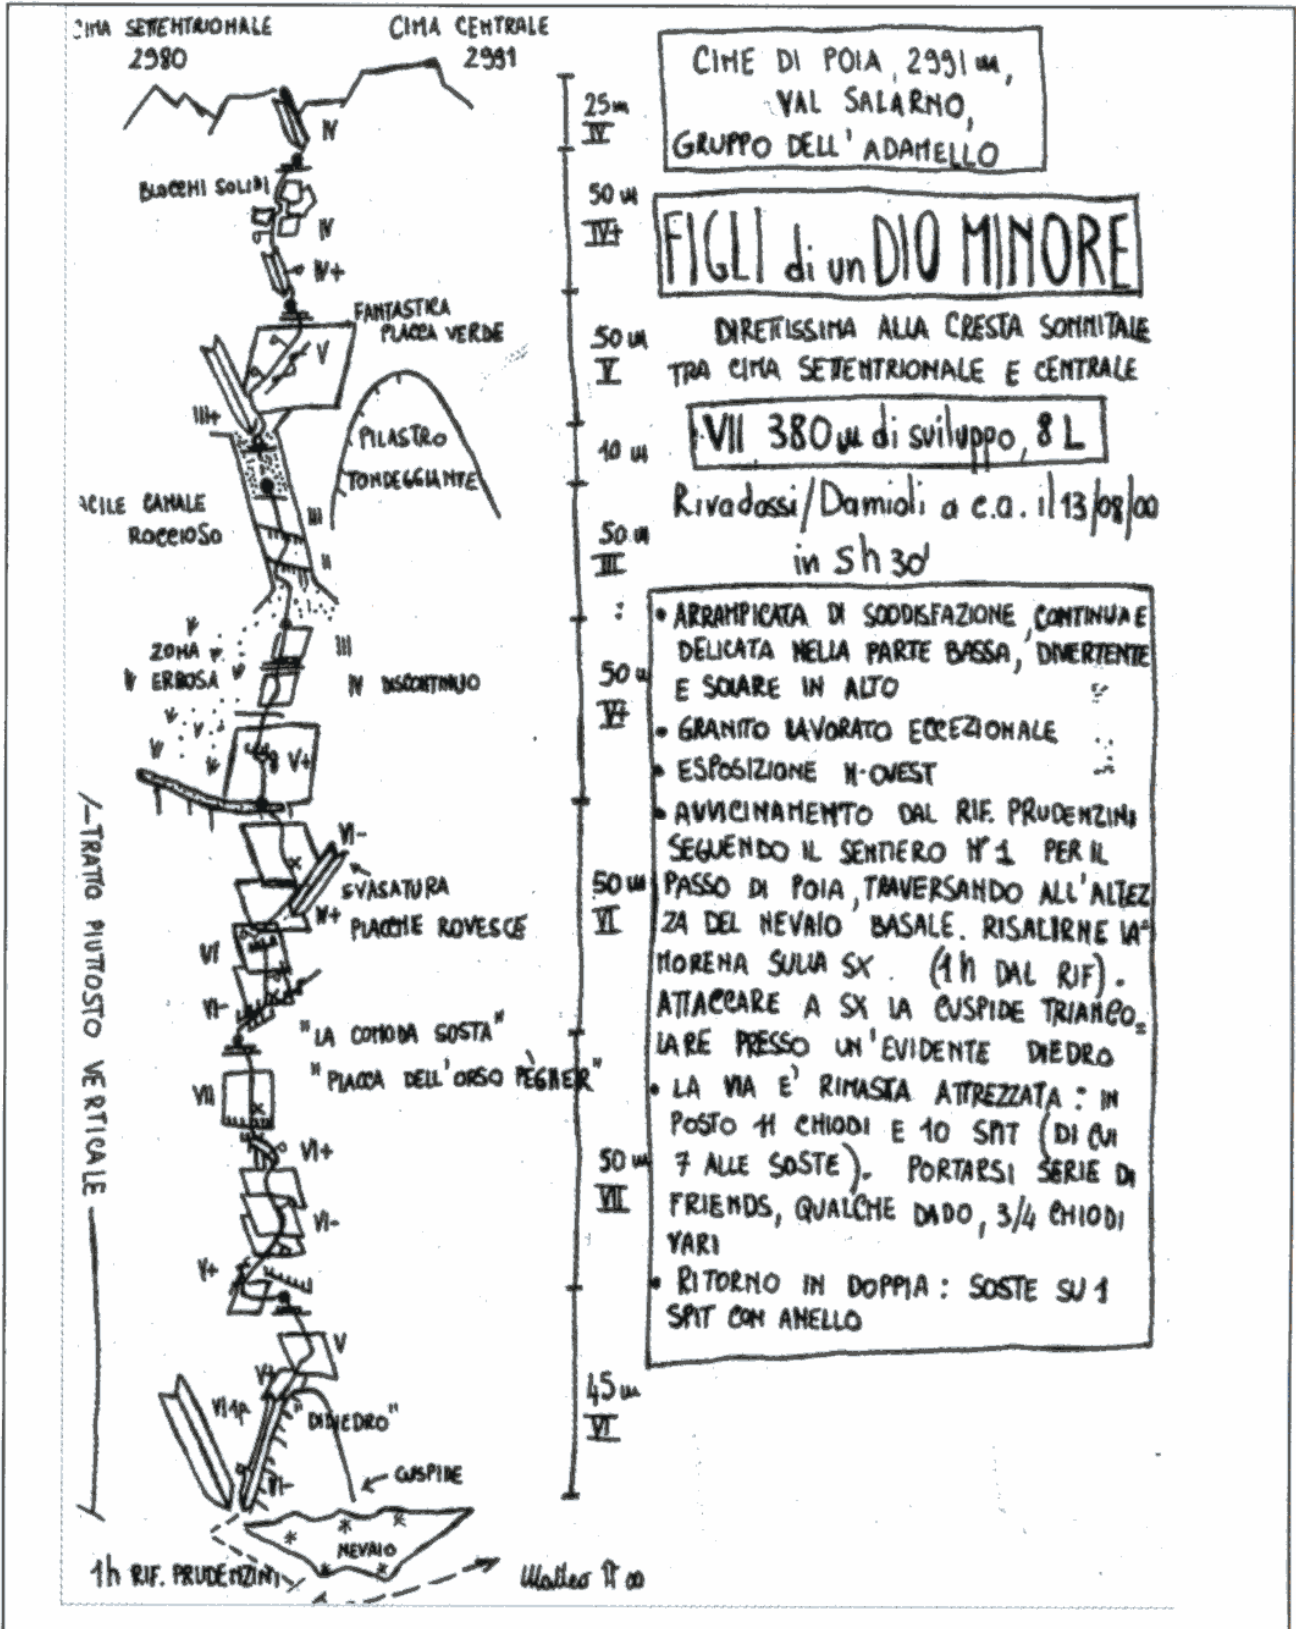 CIMA SETTENTRIONALE
2980
CIMA CENTRALE
2991
IV
BLOCCHI SOLIDI
IV
IV+
FANTASTICA
PLACCA VERDE
V
III+
PILASTRO
TONDEGGIANTE
ACILE CANALE
ROCCIOSO
III
II
ZONA
ERBOSA
III
IV DISCONTINUO
V+
VI-
SVASATURA
IV+
PLACCHE ROVESCE
VI
VI-
"LA COMODA SOSTA"
"PLACCA DELL'ORSO PÈGHER"
VII
VI+
VI-
V+
V
V+
VI 1p
"DIDIEDRO"
VI-
CUSPIDE
NEVAIO
1h RIF. PRUDENZINI
Matteo
TRATTO PIUTTOSTO VERTICALE
25m
IV
50 m
IV+
50 m
V
10 m
50 m
III
50 m
V+
50 m
VI
50 m
VII
45 m
VI
CIME DI POIA, 2991 m,
VAL SALARNO,
GRUPPO DELL'ADAMELLO
FIGLI di un DIO MINORE
DIRETTISSIMA ALLA CRESTA SOMMITALE
TRA CIMA SETTENTRIONALE E CENTRALE
VII 380 m di sviluppo, 8 L
Rivadossi/Damioli a c.a. il 13/08/00
in 5h 30'
• ARRAMPICATA DI SODDISFAZIONE, CONTINUA E
DELICATA NELLA PARTE BASSA, DIVERTENTE
E SOLARE IN ALTO
• GRANITO LAVORATO ECCEZIONALE
• ESPOSIZIONE N-OVEST
• AVVICINAMENTO DAL RIF. PRUDENZINI
SEGUENDO IL SENTIERO N°1 PER IL
PASSO DI POIA, TRAVERSANDO ALL'ALTEZ
ZA DEL NEVAIO BASALE. RISALIRNE LA
MORENA SULLA SX. (1h DAL RIF).
ATTACCARE A SX LA CUSPIDE TRIANGO=
LARE PRESSO UN'EVIDENTE DIEDRO
• LA VIA E' RIMASTA ATTREZZATA: IN
POSTO 11 CHIODI E 10 SPIT (DI CUI
7 ALLE SOSTE). PORTARSI SERIE DI
FRIENDS, QUALCHE DADO, 3/4 CHIODI
VARI
• RITORNO IN DOPPIA: SOSTE SU 1
SPIT CON ANELLO